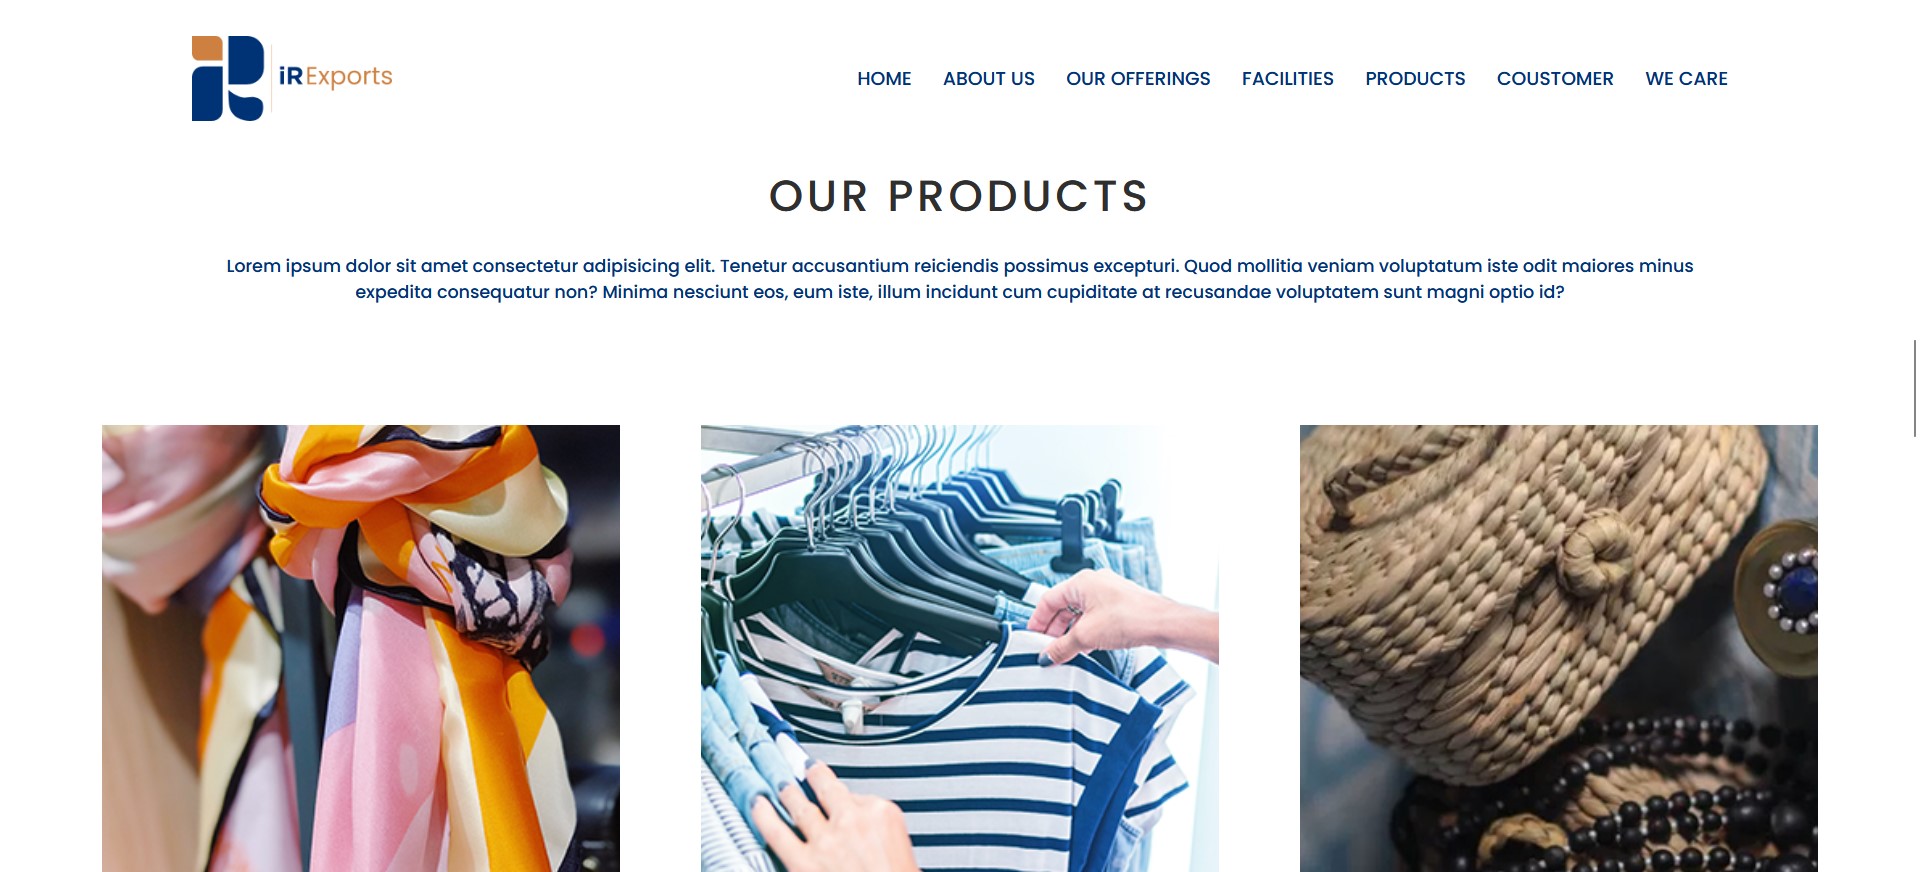 iR Exports
HOME ABOUT US OUR OFFERINGS FACILITIES PRODUCTS COUSTOMER WE CARE
OUR PRODUCTS
Lorem ipsum dolor sit amet consectetur adipisicing elit. Tenetur accusantium reiciendis possimus excepturi. Quod mollitia veniam voluptatum iste odit maiores minus
expedita consequatur non? Minima nesciunt eos, eum iste, illum incidunt cum cupiditate at recusandae voluptatem sunt magni optio id?